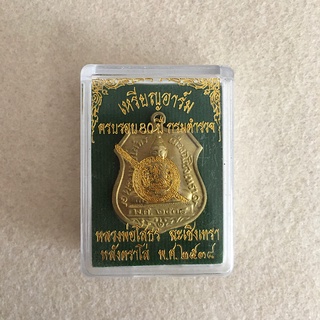 เหรียญอาร์ม
ครบรอบ 80 ปี กรมตำรวจ
หลวงพ่อโสธร ฉะเชิงเทรา
หลังตราโล่ พ.ศ. ๒๕๓๘